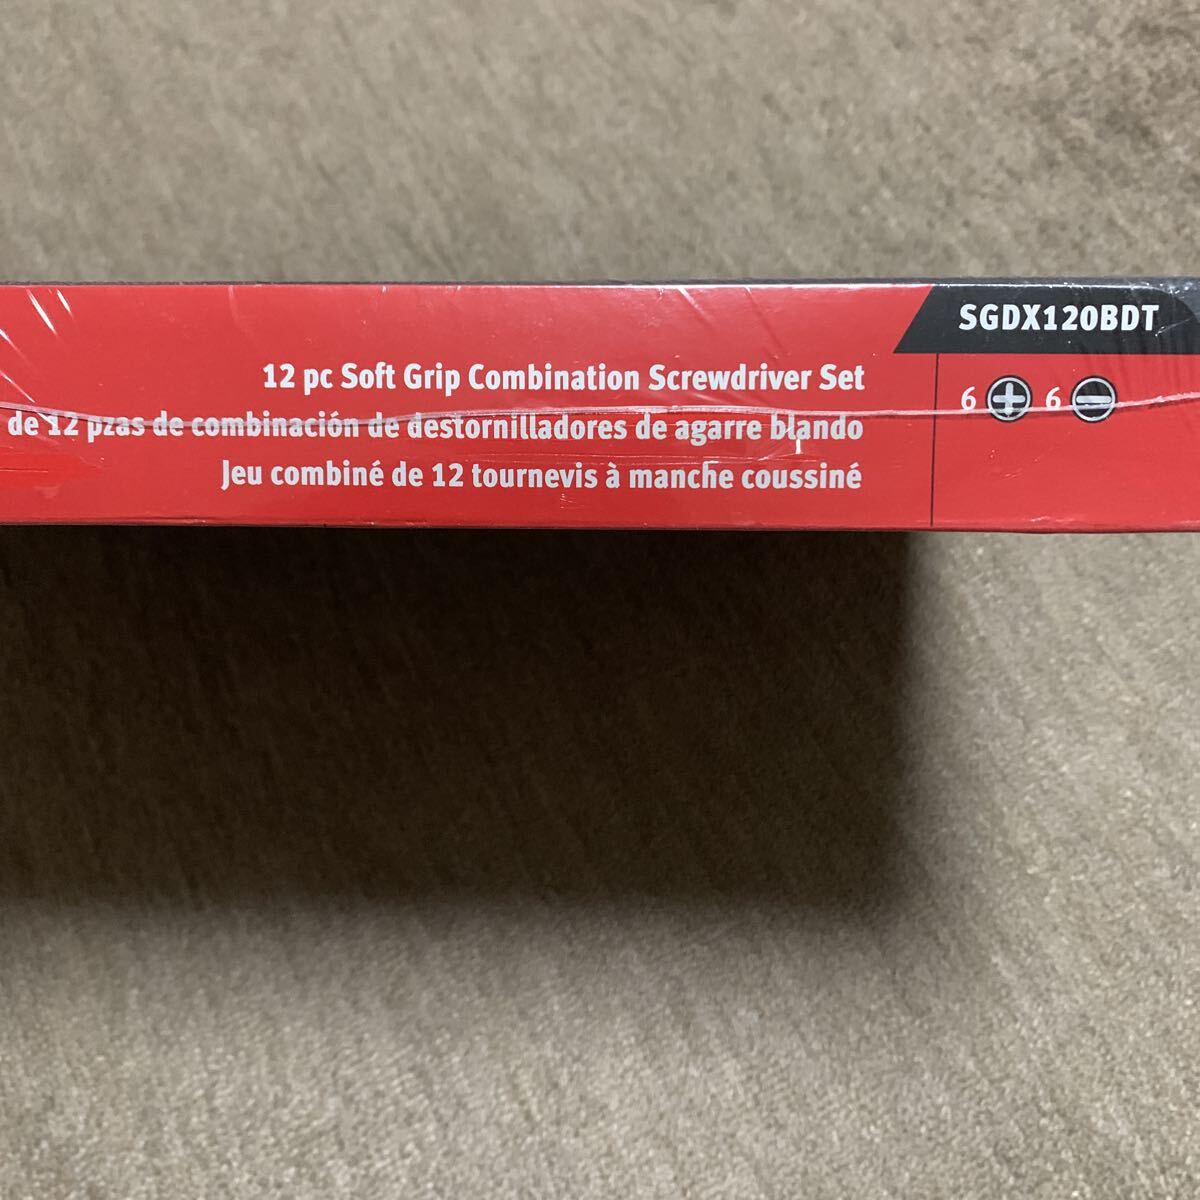 SGDX120BDT
12 pc Soft Grip Combination Screwdriver Set
de 12 pzas de combinación de destornilladores de agarre blando
Jeu combiné de 12 tournevis à manche coussiné
6 6